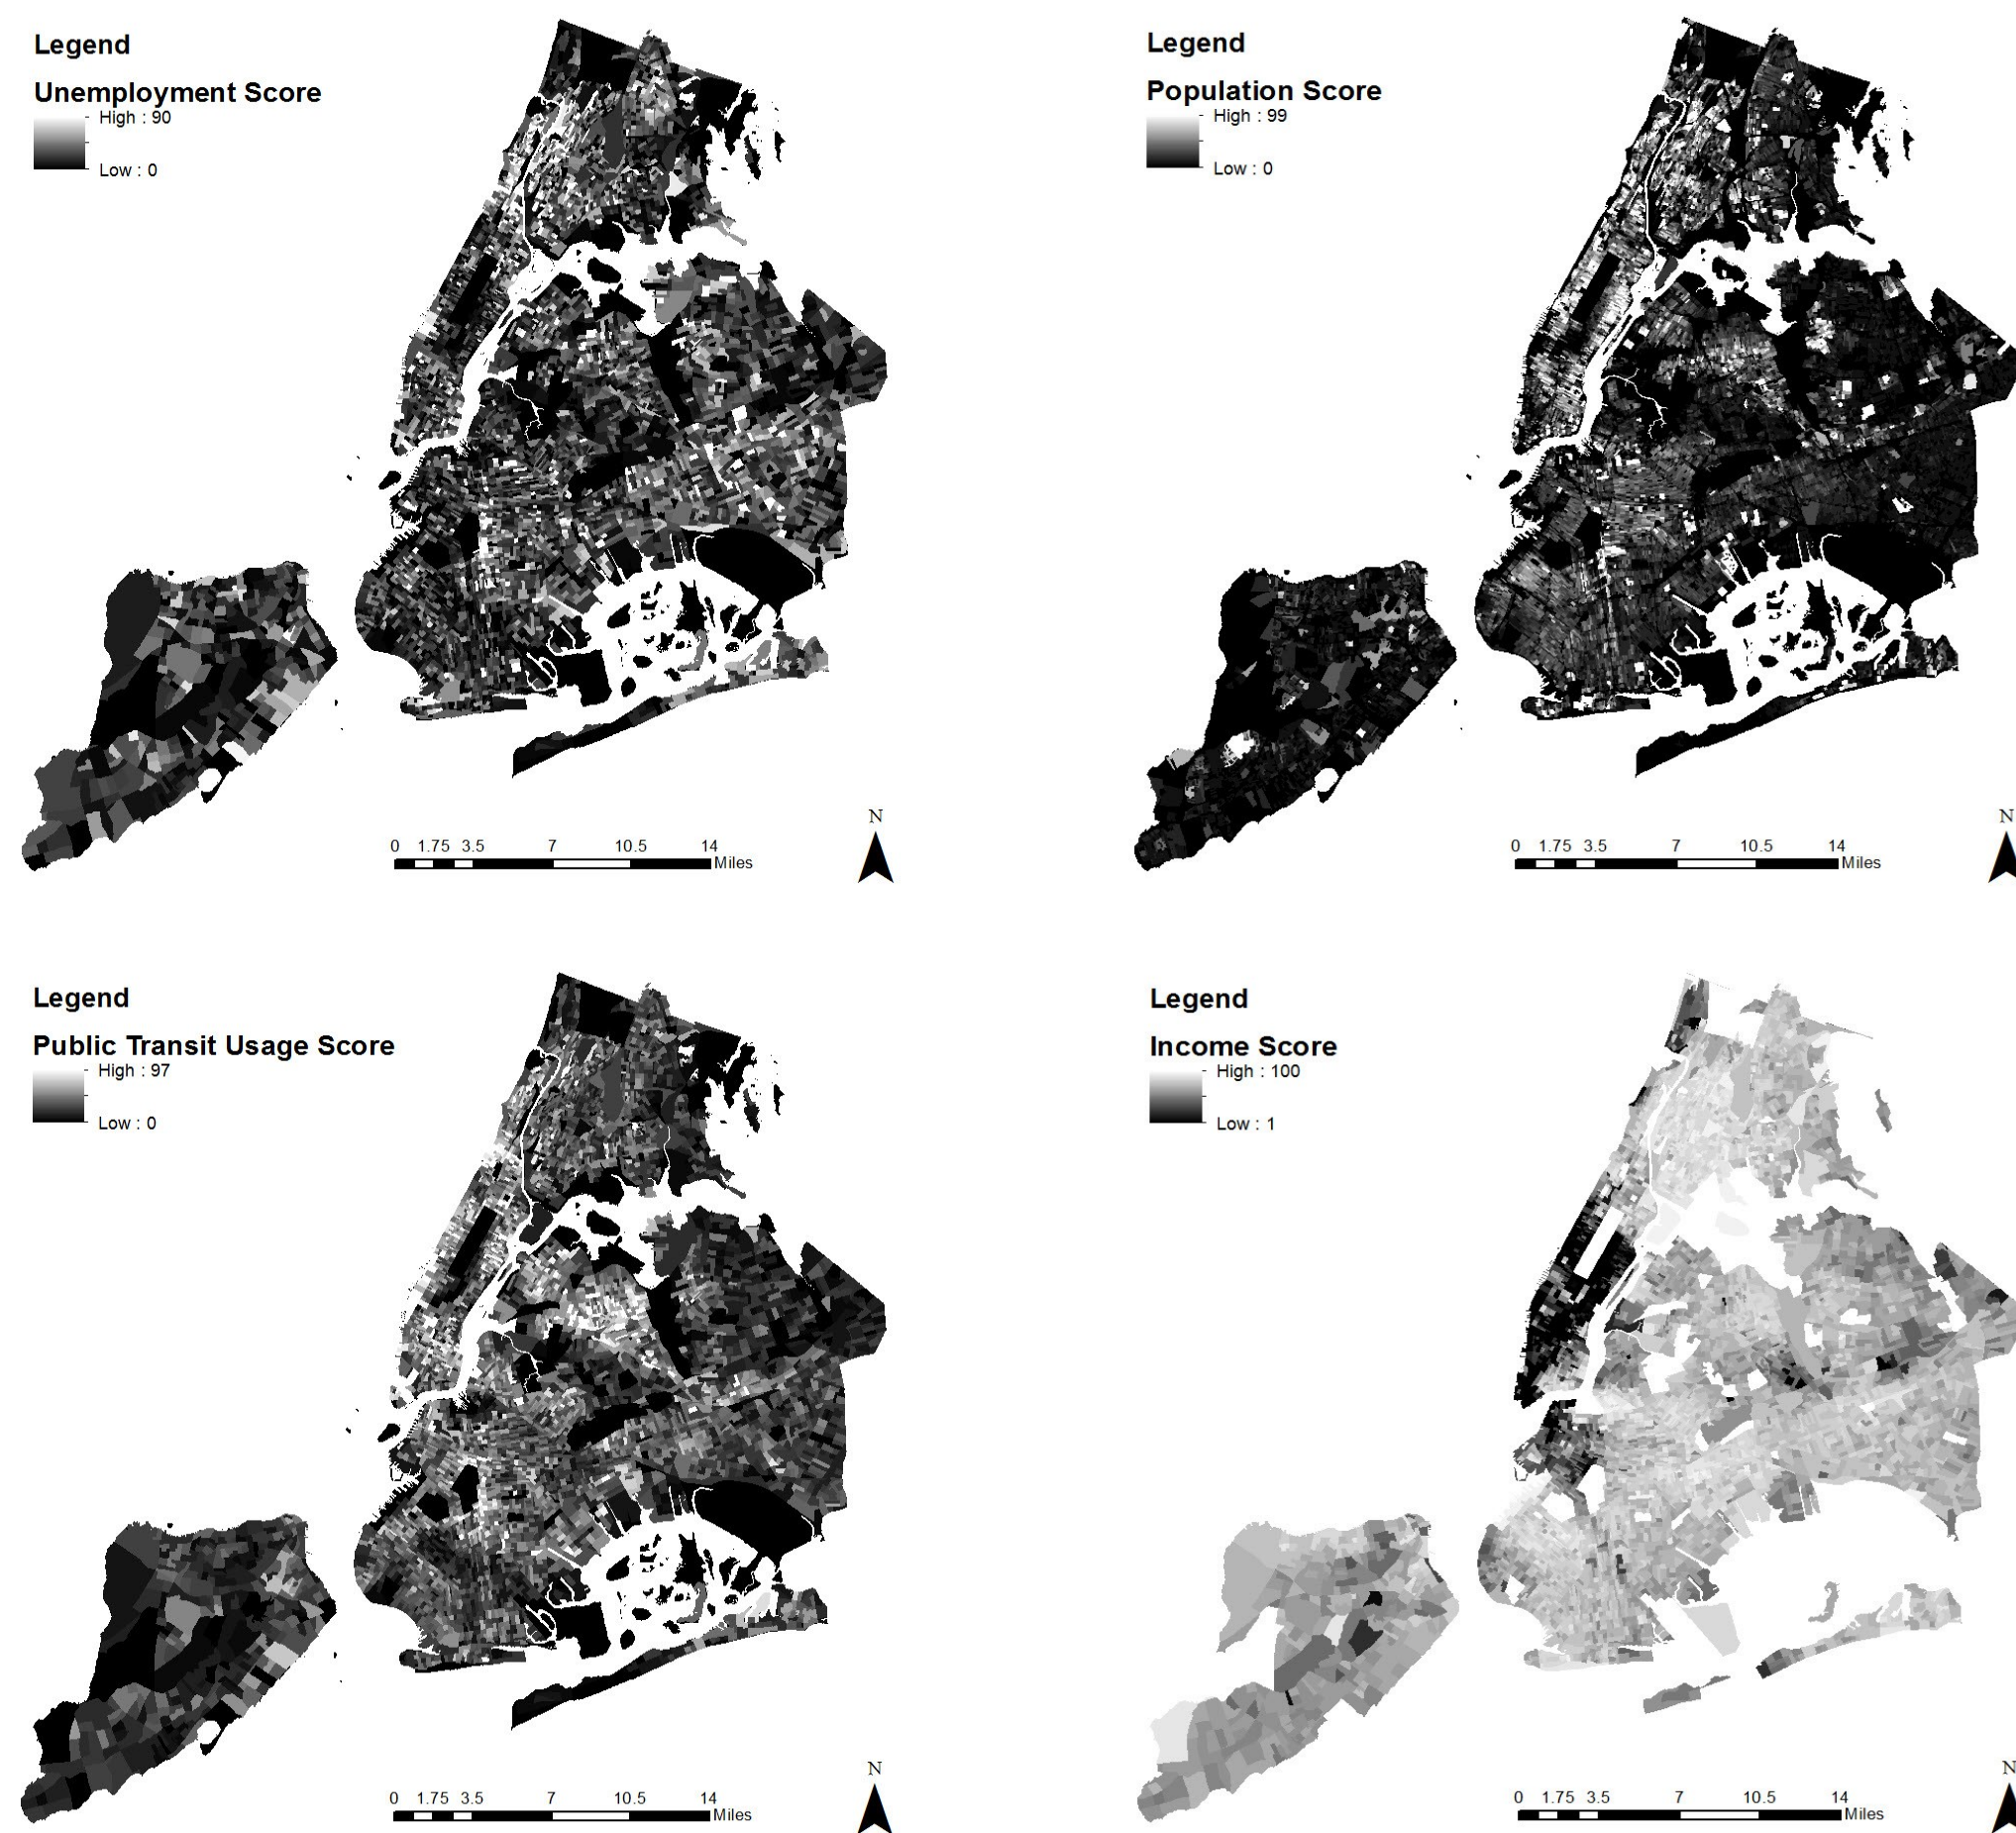 Legend
Unemployment Score
High : 90
Low : 0
N
0 1.75 3.5 7 10.5 14
Miles
Legend
Population Score
High : 99
Low : 0
N
0 1.75 3.5 7 10.5 14
Miles
Legend
Public Transit Usage Score
High : 97
Low : 0
N
0 1.75 3.5 7 10.5 14
Miles
Legend
Income Score
High : 100
Low : 1
N
0 1.75 3.5 7 10.5 14
Miles